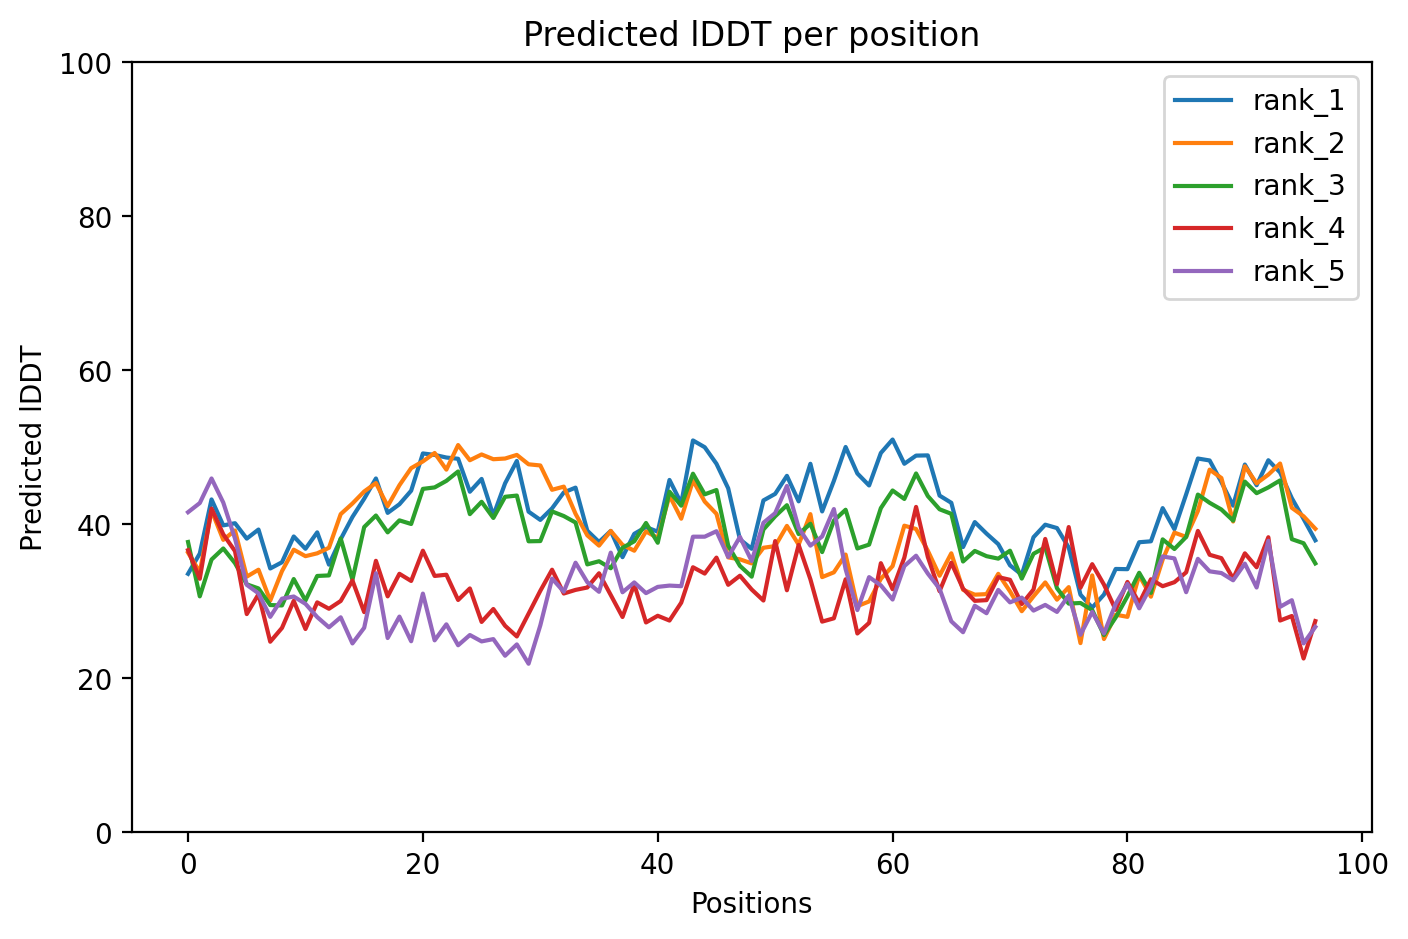 Predicted lDDT per position
100
80
60
40
20
0
Predicted lDDT
0 20 40 60 80 100
Positions
rank_1
rank_2
rank_3
rank_4
rank_5